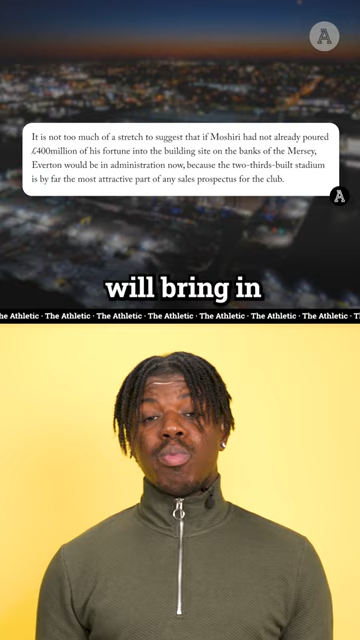 A
It is not too much of a stretch to suggest that if Moshiri had not already poured
£400million of his fortune into the building site on the banks of the Mersey,
Everton would be in administration now, because the two-thirds-built stadium
is by far the most attractive part of any sales prospectus for the club.
A
will bring in
he Athletic · The Athletic · The Athletic · The Athletic · The Athletic · The Athletic · The Athletic · T